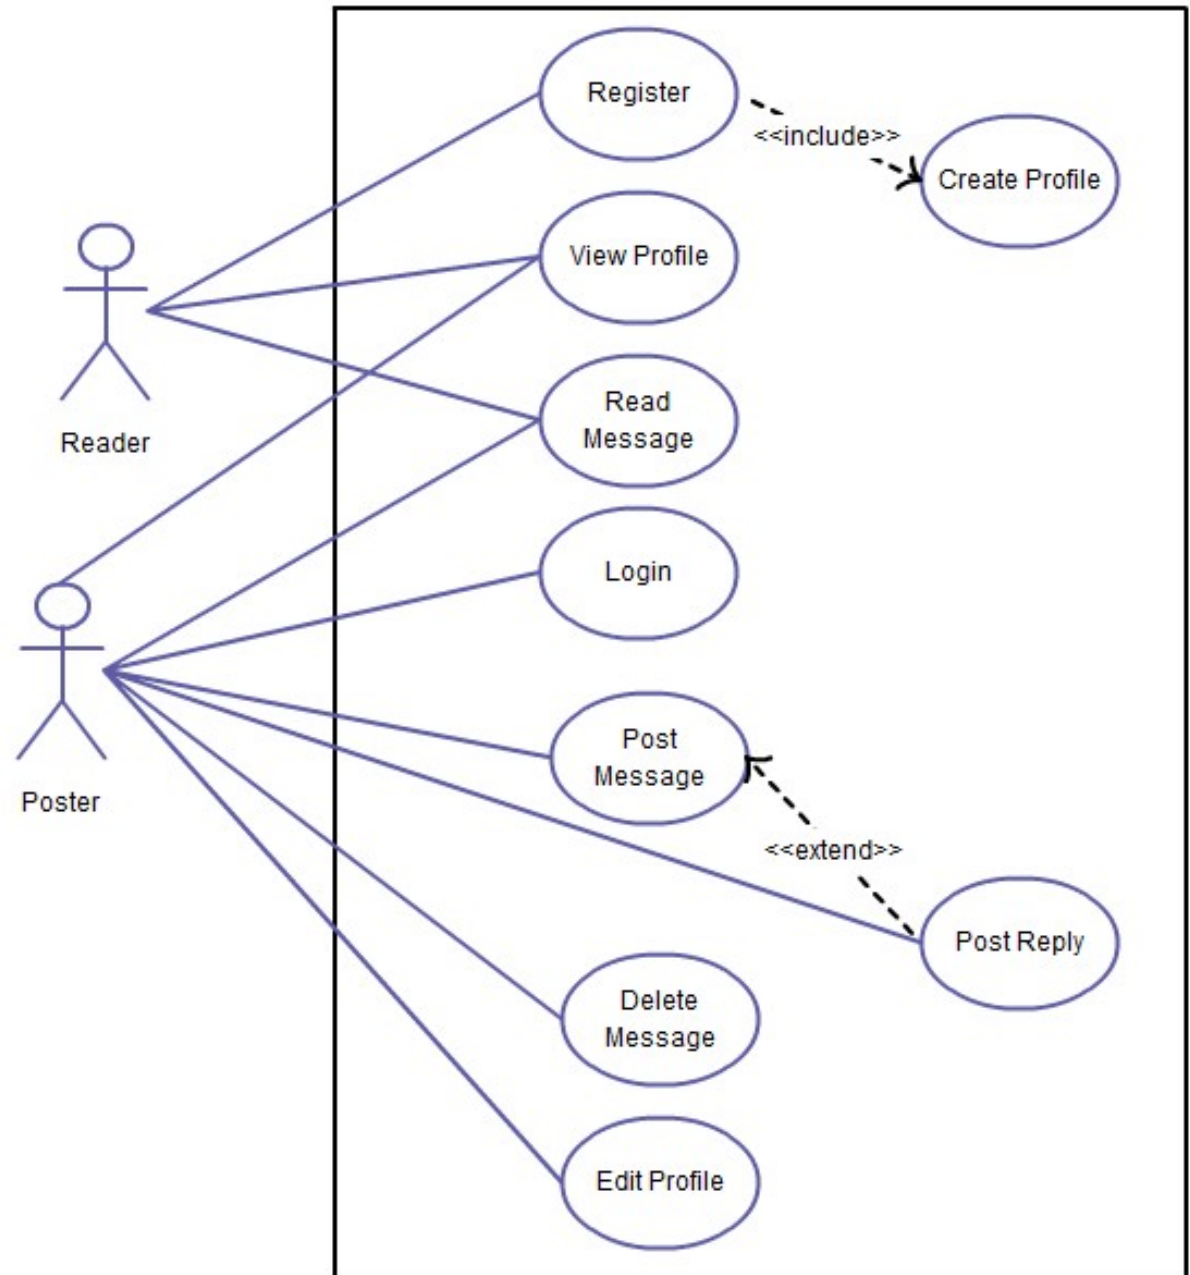 Register
<<include>>
Create Profile
View Profile
Reader
Read
Message
Login
Post
Message
Poster
<<extend>>
Post Reply
Delete
Message
Edit Profile